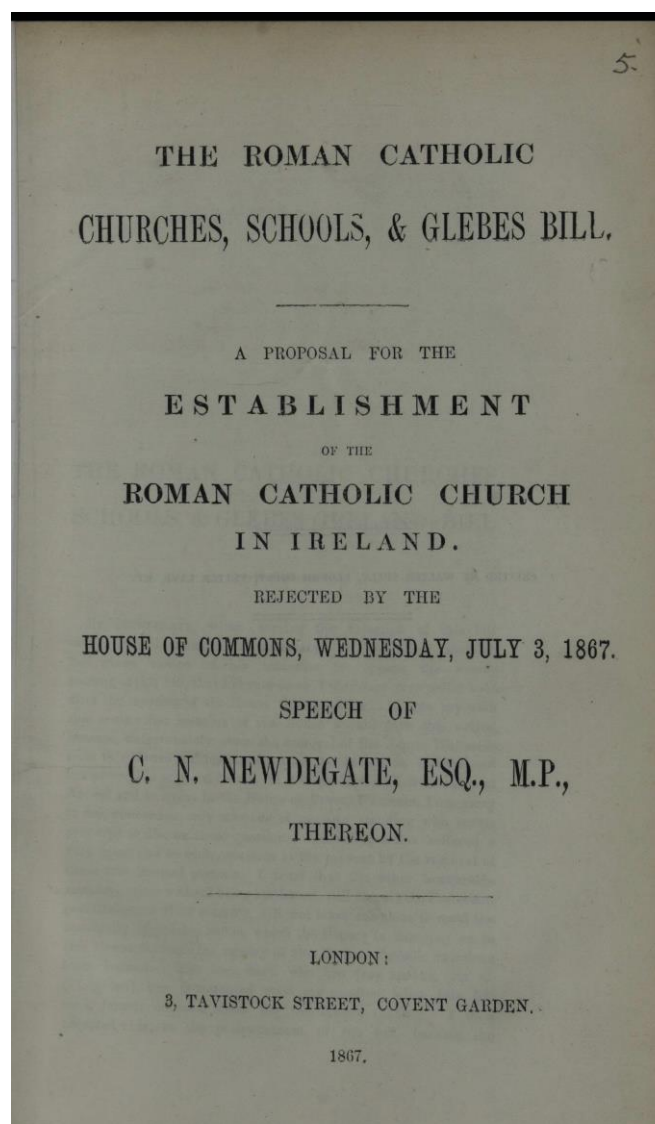 5.
THE ROMAN CATHOLIC
CHURCHES, SCHOOLS, & GLEBES BILL.
A PROPOSAL FOR THE
ESTABLISHMENT
OF THE
ROMAN CATHOLIC CHURCH
IN IRELAND.
REJECTED BY THE
HOUSE OF COMMONS, WEDNESDAY, JULY 3, 1867.
SPEECH OF
C. N. NEWDEGATE, ESQ., M.P.,
THEREON.
LONDON:
3, TAVISTOCK STREET, COVENT GARDEN.
1867.